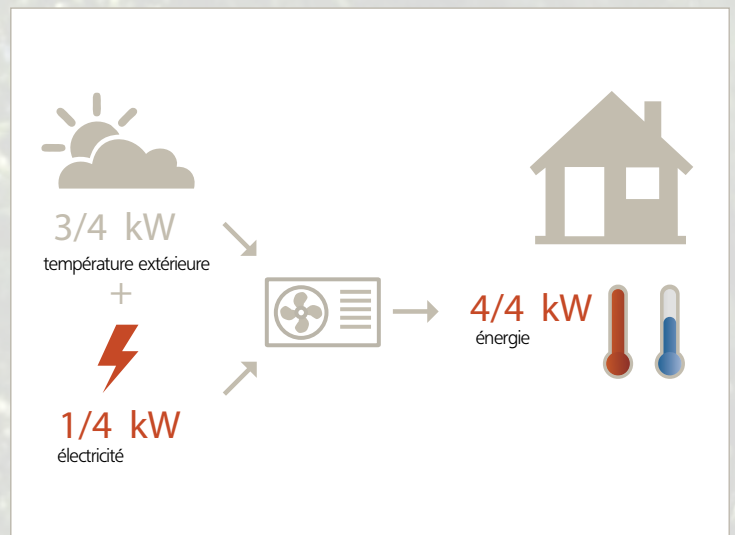 3/4 kW
température extérieure
+
1/4 kW
électricité
4/4 kW
énergie